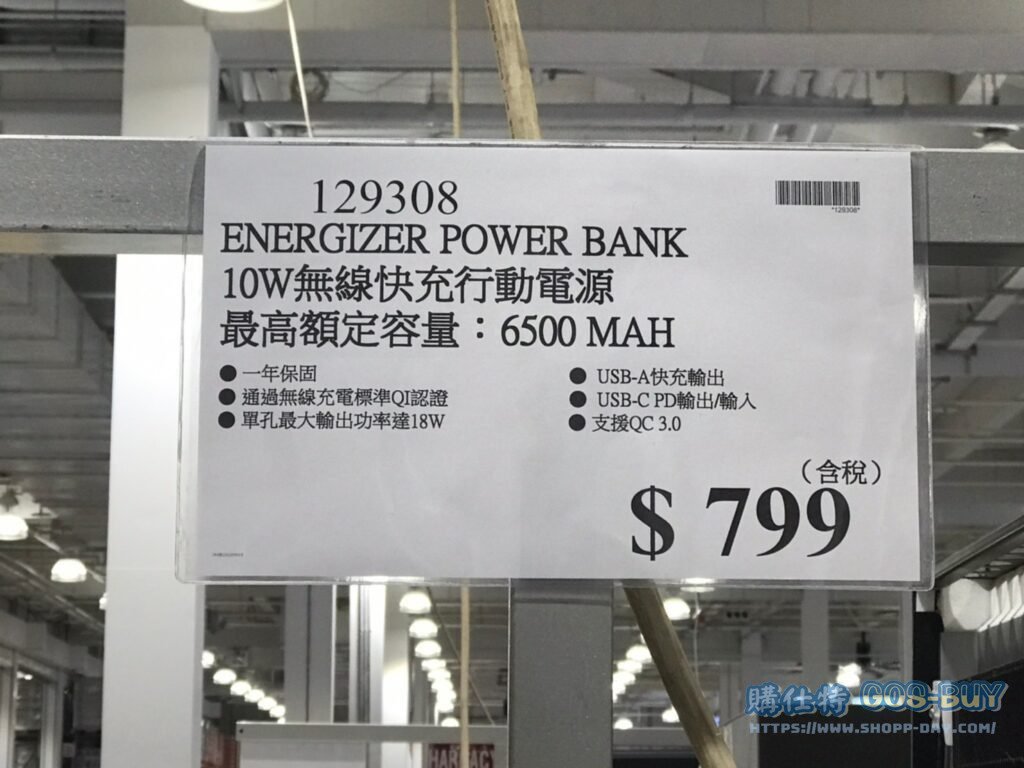 129308
*129308*
ENERGIZER POWER BANK
10W無線快充行動電源
最高額定容量：6500 MAH
● 一年保固
● 通過無線充電標準QI認證
● 單孔最大輸出功率達18W
● USB-A快充輸出
● USB-C PD輸出/輸入
● 支援QC 3.0
（含稅）
$ 799
購仕特 GOS-BUY
HTTPS://WWW.SHOPP-DAY.COM/